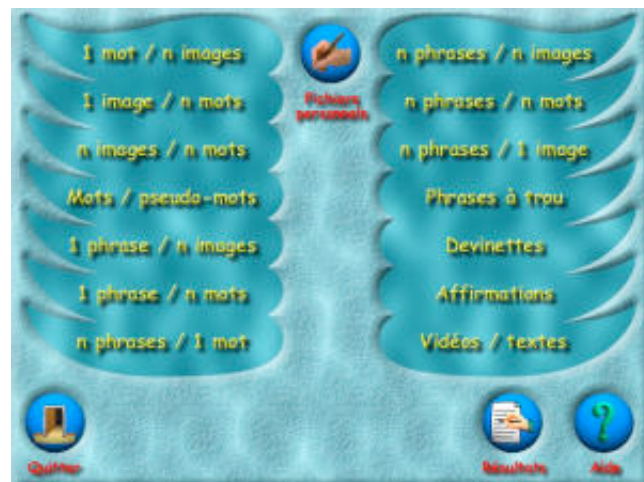 1 mot / n images
1 image / n mots
n images / n mots
Mots / pseudo-mots
1 phrase / n images
1 phrase / n mots
n phrases / 1 mot
Fichiers
personnels
n phrases / n images
n phrases / n mots
n phrases / 1 image
Phrases à trou
Devinettes
Affirmations
Vidéos / textes
Quitter
Résultats
Aide